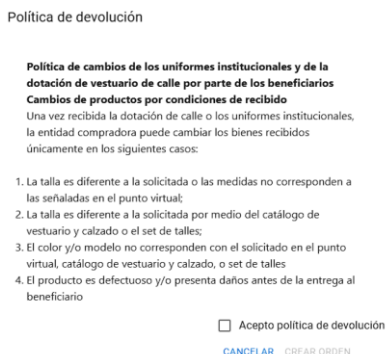 Política de devolución
Política de cambios de los uniformes institucionales y de la
dotación de vestuario de calle por parte de los beneficiarios
Cambios de productos por condiciones de recibido
Una vez recibida la dotación de calle o los uniformes institucionales,
la entidad compradora puede cambiar los bienes recibidos
únicamente en los siguientes casos:
1. La talla es diferente a la solicitada o las medidas no corresponden a
las señaladas en el punto virtual;
2. La talla es diferente a la solicitada por medio del catálogo de
vestuario y calzado o el set de talles;
3. El color y/o modelo no corresponden con el solicitado en el punto
virtual, catálogo de vestuario y calzado, o set de talles
4. El producto es defectuoso y/o presenta daños antes de la entrega al
beneficiario
Acepto política de devolución
CANCELAR CREAR ORDEN